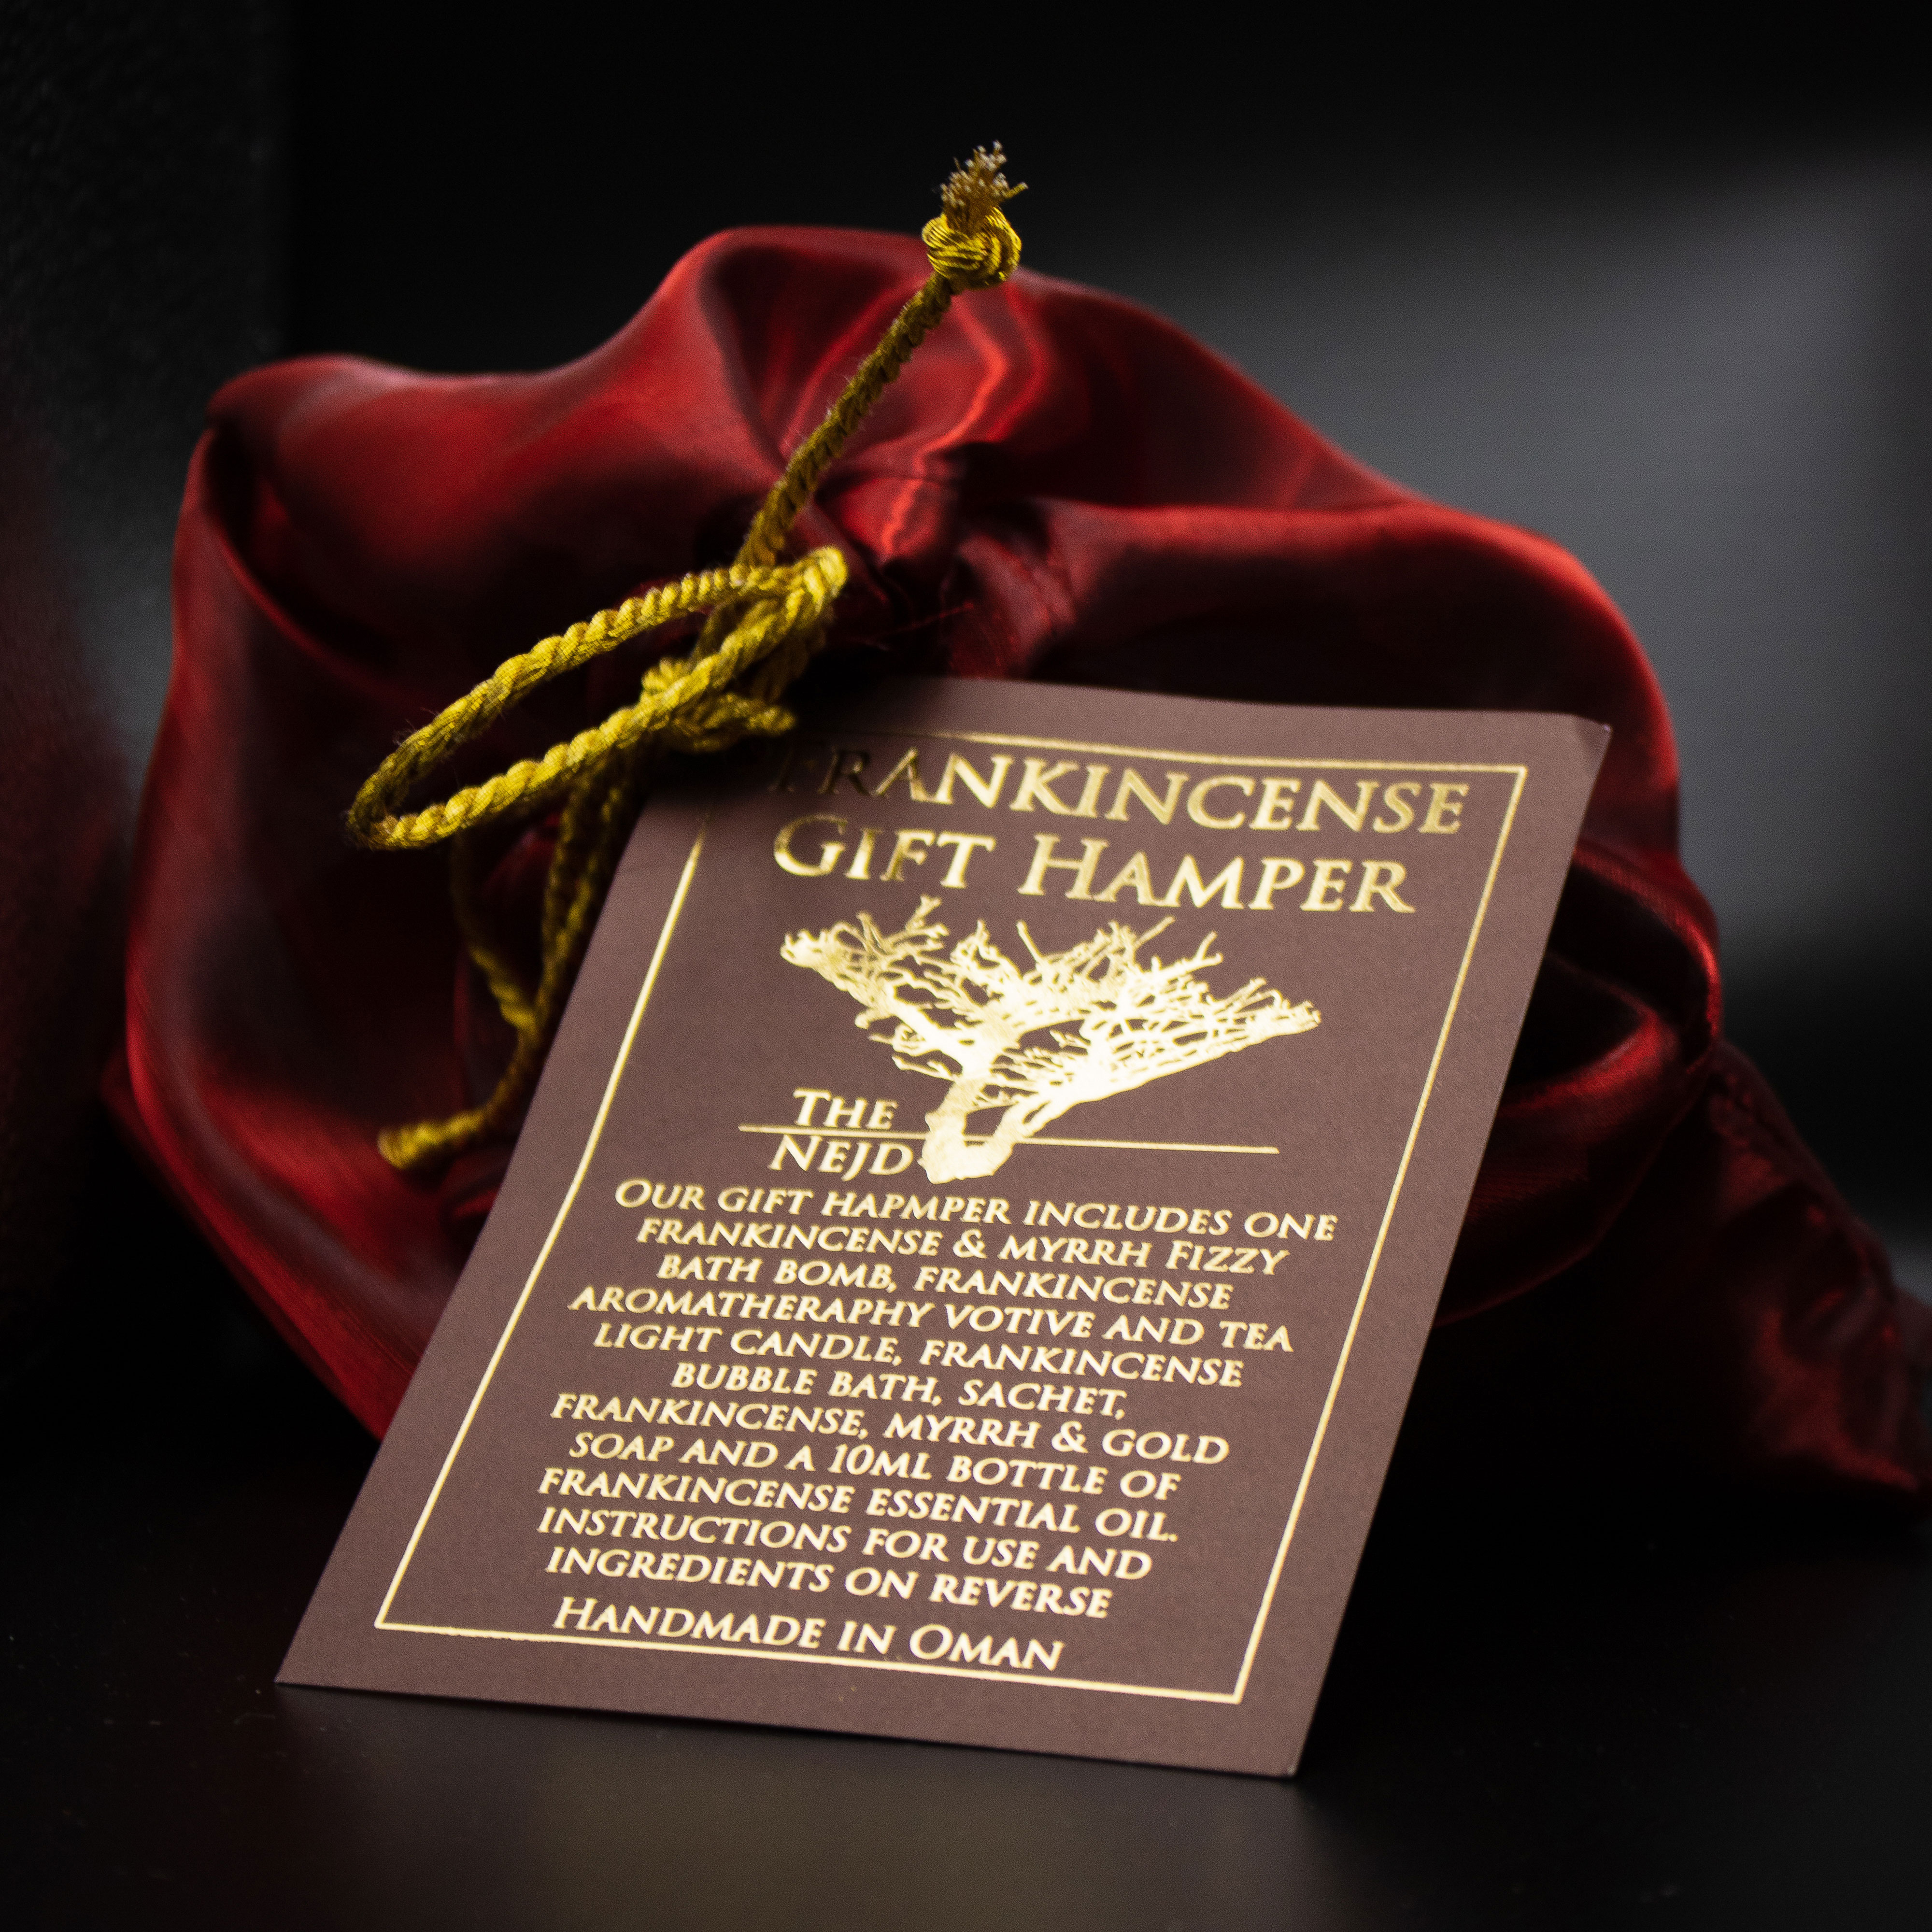 Frankincense
Gift Hamper
The
Nejd
Our gift hapmper includes one
frankincense & myrrh Fizzy
bath bomb, frankincense
aromatheraphy votive and tea
light candle, frankincense
bubble bath, sachet,
frankincense, myrrh & gold
soap and a 10ml bottle of
frankincense essential oil.
instructions for use and
ingredients on reverse
Handmade in Oman